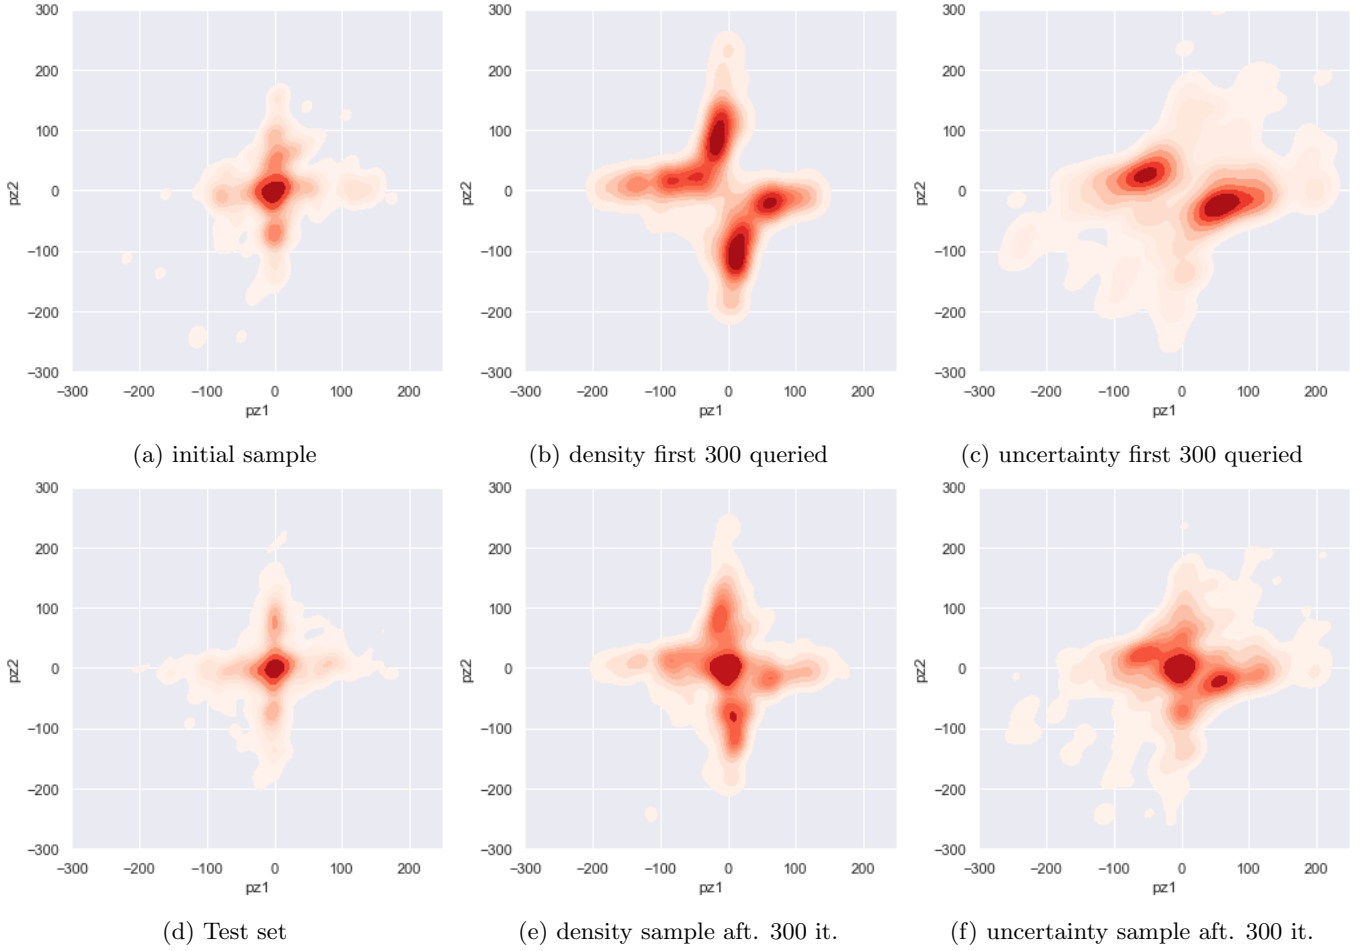 300 300 300
200 200 200
100 100 100
pz2 0 pz2 0 pz2 0
−100 −100 −100
−200 −200 −200
−300 −300 −300
−300 −200 −100 0 100 200 −300 −200 −100 0 100 200 −300 −200 −100 0 100 200
pz1 pz1 pz1
(a) initial sample (b) density first 300 queried (c) uncertainty first 300 queried
300 300 300
200 200 200
100 100 100
pz2 0 pz2 0 pz2 0
−100 −100 −100
−200 −200 −200
−300 −300 −300
−300 −200 −100 0 100 200 −300 −200 −100 0 100 200 −300 −200 −100 0 100 200
pz1 pz1 pz1
(d) Test set (e) density sample aft. 300 it. (f) uncertainty sample aft. 300 it.